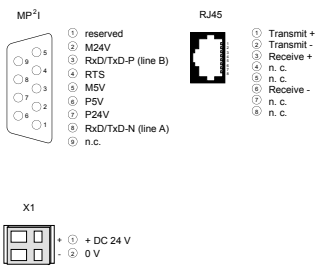 MP²I
5
9
4
8
3
7
2
6
1
① reserved
② M24V
③ RxD/TxD-P (line B)
④ RTS
⑤ M5V
⑥ P5V
⑦ P24V
⑧ RxD/TxD-N (line A)
⑨ n.c.
RJ45
① Transmit +
② Transmit -
③ Receive +
④ n. c.
⑤ n. c.
⑥ Receive -
⑦ n. c.
⑧ n. c.
X1
+ ① + DC 24 V
- ② 0 V